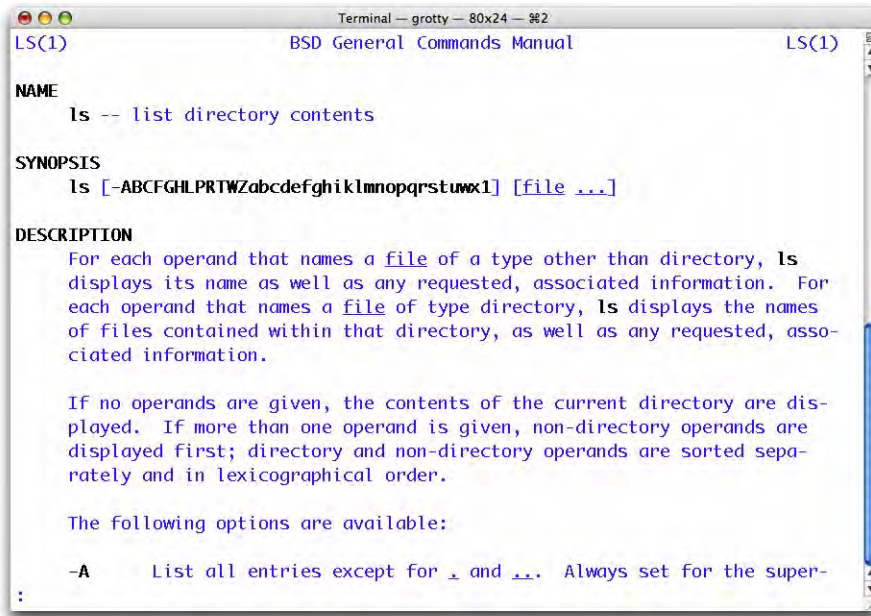 Terminal — grotty — 80x24 — ⌘2
LS(1) BSD General Commands Manual LS(1)
NAME
ls -- list directory contents
SYNOPSIS
ls [-ABCFGHLPRTWZabcdefghiklmnopqrstuwx1] [file ...]
DESCRIPTION
For each operand that names a file of a type other than directory, ls
displays its name as well as any requested, associated information. For
each operand that names a file of type directory, ls displays the names
of files contained within that directory, as well as any requested, asso-
ciated information.
If no operands are given, the contents of the current directory are dis-
played. If more than one operand is given, non-directory operands are
displayed first; directory and non-directory operands are sorted sepa-
rately and in lexicographical order.
The following options are available:
-A List all entries except for . and ... Always set for the super-
: